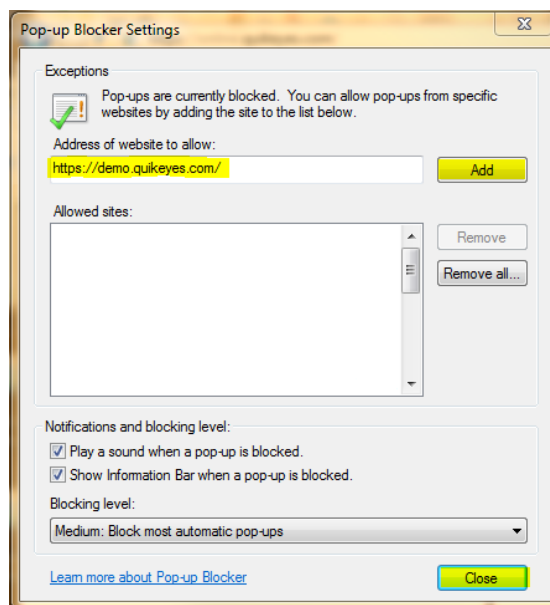 Pop-up Blocker Settings
Exceptions
Pop-ups are currently blocked. You can allow pop-ups from specific
websites by adding the site to the list below.
Address of website to allow:
https://demo.quikeyes.com/
Add
Allowed sites:
Remove
Remove all...
Notifications and blocking level:
Play a sound when a pop-up is blocked.
Show Information Bar when a pop-up is blocked.
Blocking level:
Medium: Block most automatic pop-ups
Learn more about Pop-up Blocker
Close